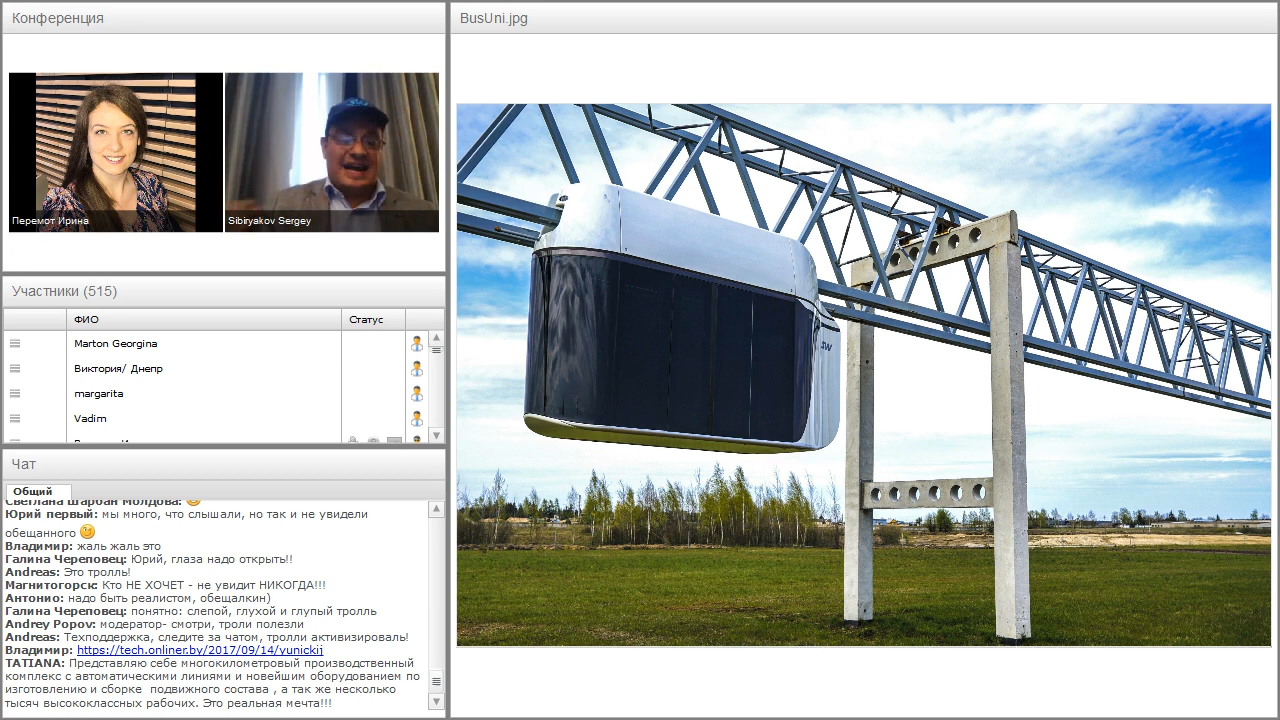 Конференция
BusUni.jpg
Перемот Ирина
Sibiryakov Sergey
Участники (515)
ФИО
Статус
Marton Georgina
Виктория/ Днепр
margarita
Vadim
Чат
Общий
Светлана Шарбан Молдова:
Юрий первый: мы много, что слышали, но так и не увидели
обещанного
Владимир: жаль жаль это
Галина Череповец: Юрий, глаза надо открыть!!
Andreas: Это тролль!
Магнитогорск: Кто НЕ ХОЧЕТ - не увидит НИКОГДА!!!
Антонио: надо быть реалистом, обещалкин)
Галина Череповец: понятно: слепой, глухой и глупый тролль
Andrey Popov: модератор- смотри, троли полезли
Andreas: Техподдержка, следите за чатом, тролли активизироваль!
Владимир: https://tech.onliner.by/2017/09/14/yunickij
TATIANA: Представляю себе многокилометровый производственный
комплекс с автоматическими линиями и новейшим оборудованием по
изготовлению и сборке подвижного состава , а так же несколько
тысяч высококлассных рабочих. Это реальная мечта!!!